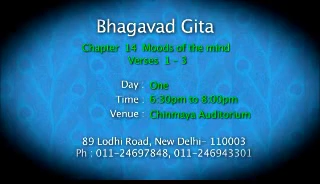 Bhagavad Gita
Chapter 14 Moods of the mind
Verses 1 - 3
Day : One
Time : 6:30pm to 8:00pm
Venue : Chinmaya Auditorium
89 Lodhi Road, New Delhi- 110003
Ph : 011-24697848, 011-246943301